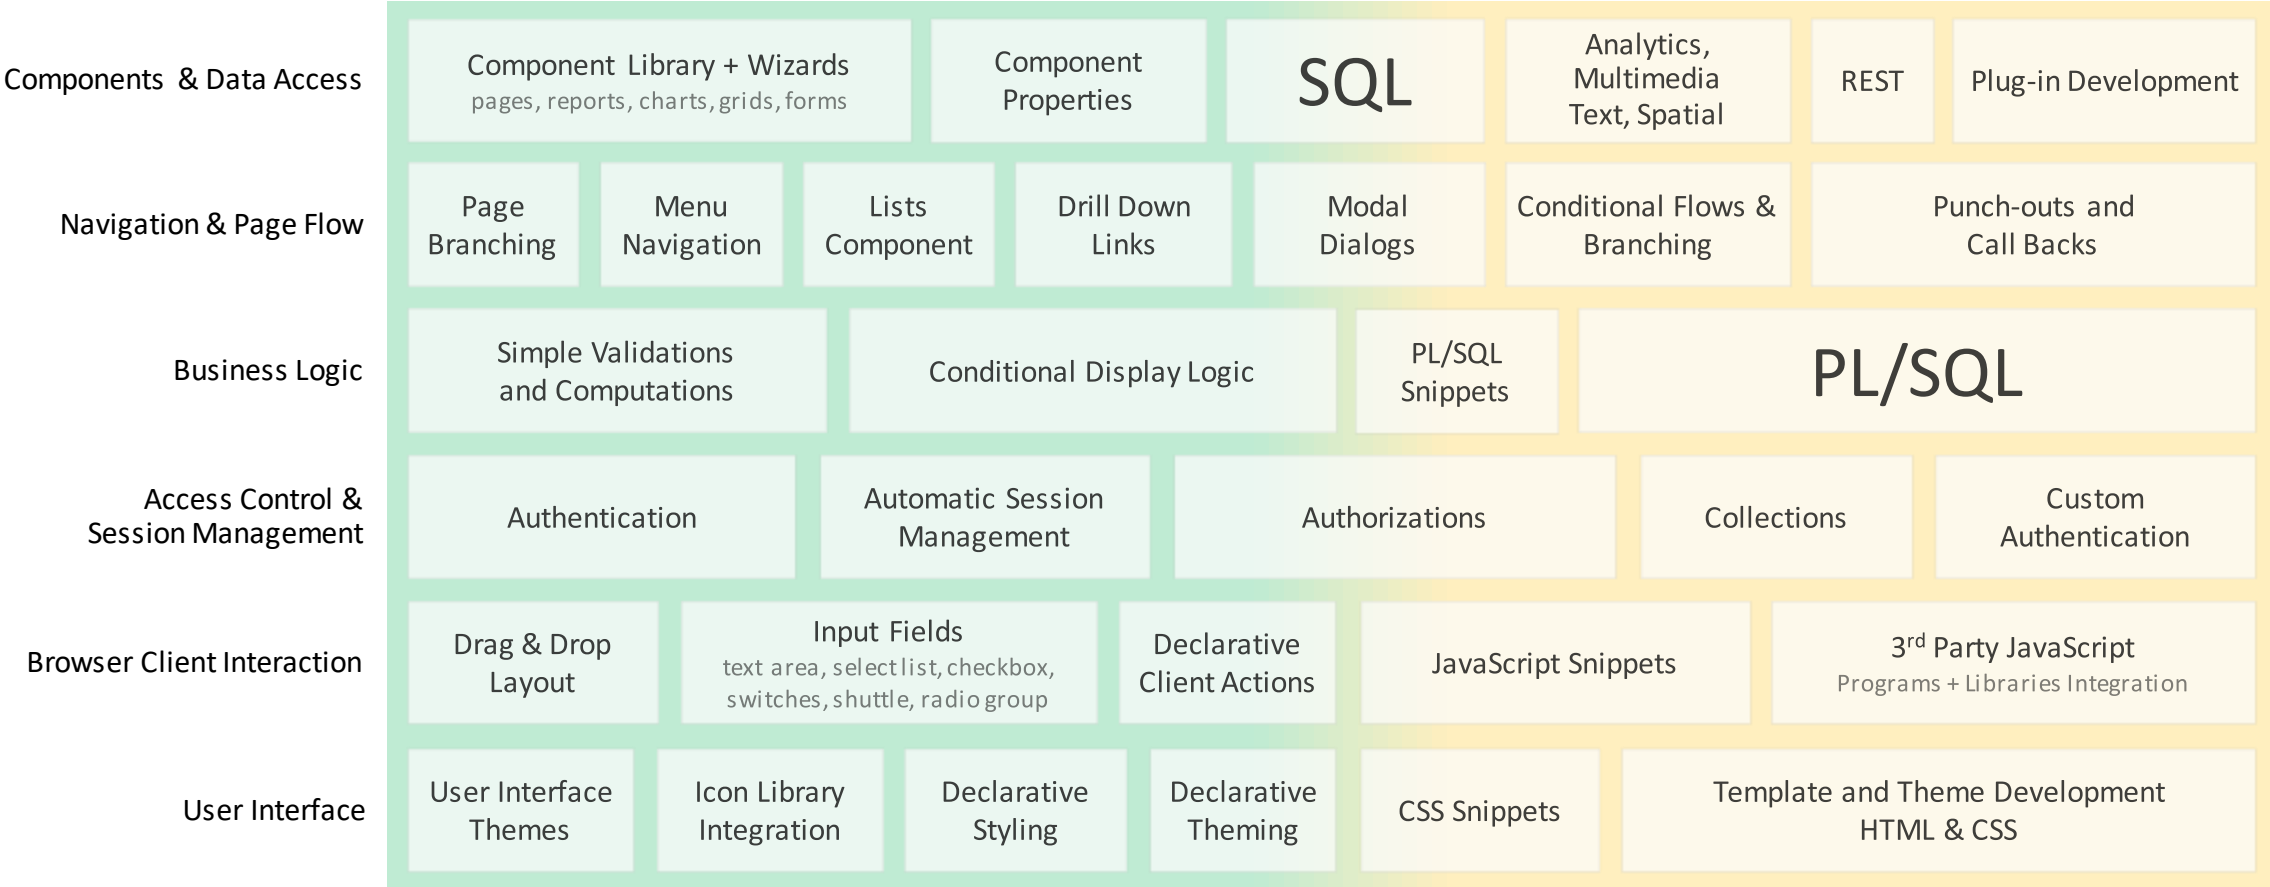 Components & Data Access
Component Library + Wizards
pages, reports, charts, grids, forms
Component
Properties
SQL
Analytics,
Multimedia
Text, Spatial
REST
Plug-in Development
Navigation & Page Flow
Page
Branching
Menu
Navigation
Lists
Component
Drill Down
Links
Modal
Dialogs
Conditional Flows &
Branching
Punch-outs and
Call Backs
Business Logic
Simple Validations
and Computations
Conditional Display Logic
PL/SQL
Snippets
PL/SQL
Access Control &
Session Management
Authentication
Automatic Session
Management
Authorizations
Collections
Custom
Authentication
Browser Client Interaction
Drag & Drop
Layout
Input Fields
text area, select list, checkbox,
switches, shuttle, radio group
Declarative
Client Actions
JavaScript Snippets
3rd Party JavaScript
Programs + Libraries Integration
User Interface
User Interface
Themes
Icon Library
Integration
Declarative
Styling
Declarative
Theming
CSS Snippets
Template and Theme Development
HTML & CSS